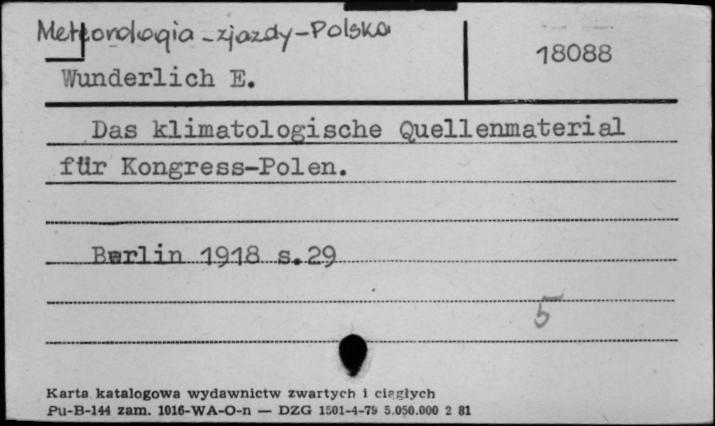 Meteorologia - zjazdy - Polska
18088
Wunderlich E.
Das klimatologische Quellenmaterial
für Kongress-Polen.
Berlin 1918 s.29
5
Karta katalogowa wydawnictw zwartych i ciągłych
Pu-B-144 zam. 1016-WA-O-n — DZG 1501-4-79 5.050.000 2 81